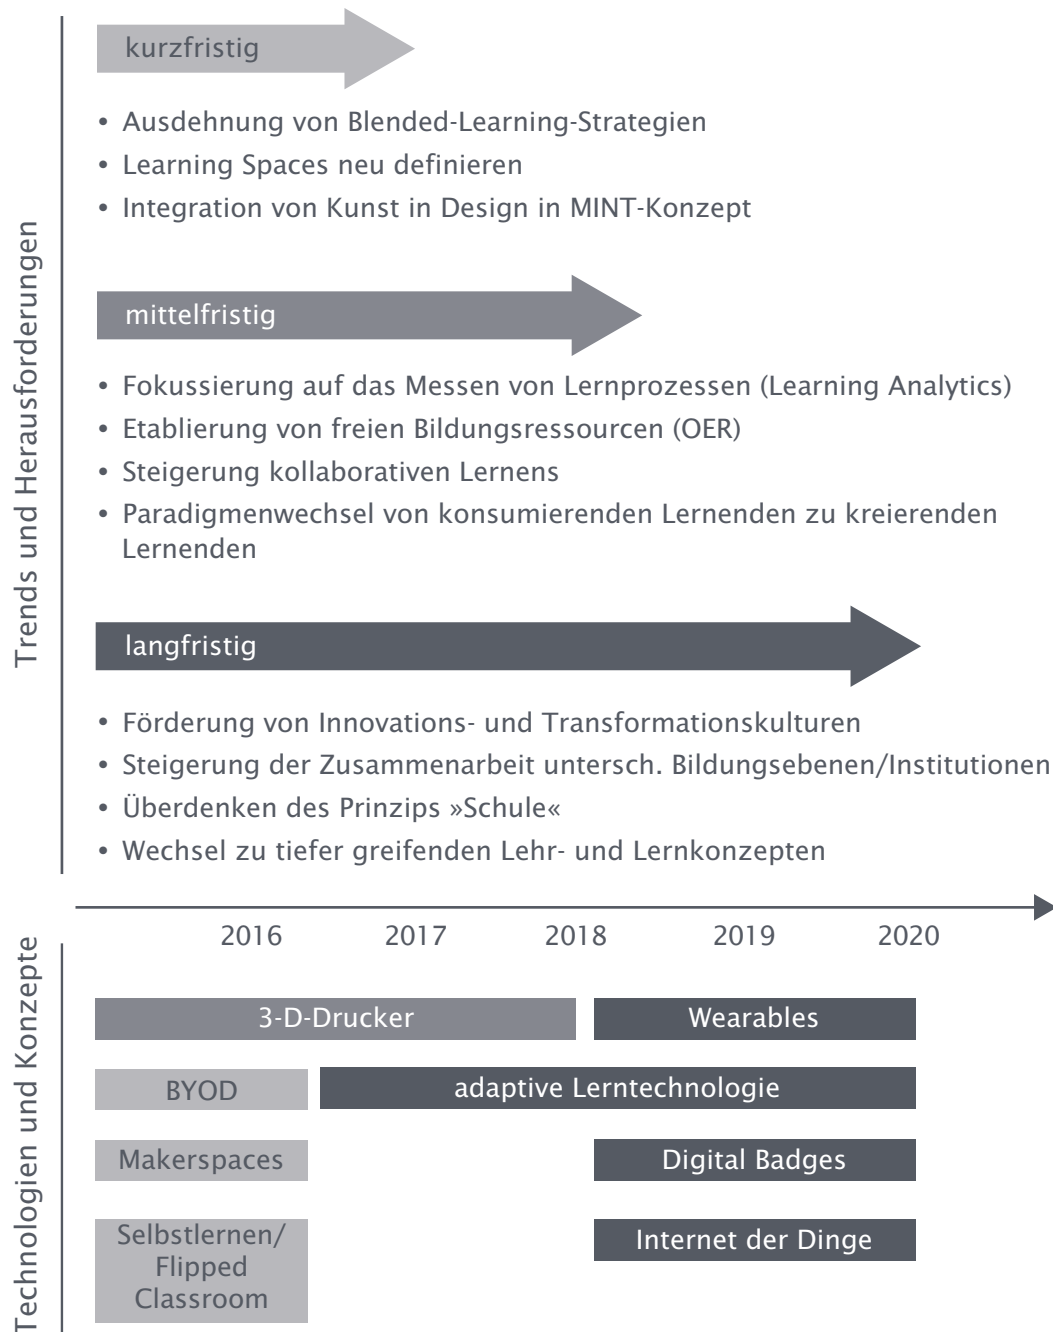 Trends und Herausforderungen
kurzfristig
• Ausdehnung von Blended-Learning-Strategien
• Learning Spaces neu definieren
• Integration von Kunst in Design in MINT-Konzept
mittelfristig
• Fokussierung auf das Messen von Lernprozessen (Learning Analytics)
• Etablierung von freien Bildungsressourcen (OER)
• Steigerung kollaborativen Lernens
• Paradigmenwechsel von konsumierenden Lernenden zu kreierenden
Lernenden
langfristig
• Förderung von Innovations- und Transformationskulturen
• Steigerung der Zusammenarbeit untersch. Bildungsebenen/Institutionen
• Überdenken des Prinzips »Schule«
• Wechsel zu tiefer greifenden Lehr- und Lernkonzepten
2016 2017 2018 2019 2020
Technologien und Konzepte
3-D-Drucker Wearables
BYOD adaptive Lerntechnologie
Makerspaces Digital Badges
Selbstlernen/
Flipped
Classroom
Internet der Dinge